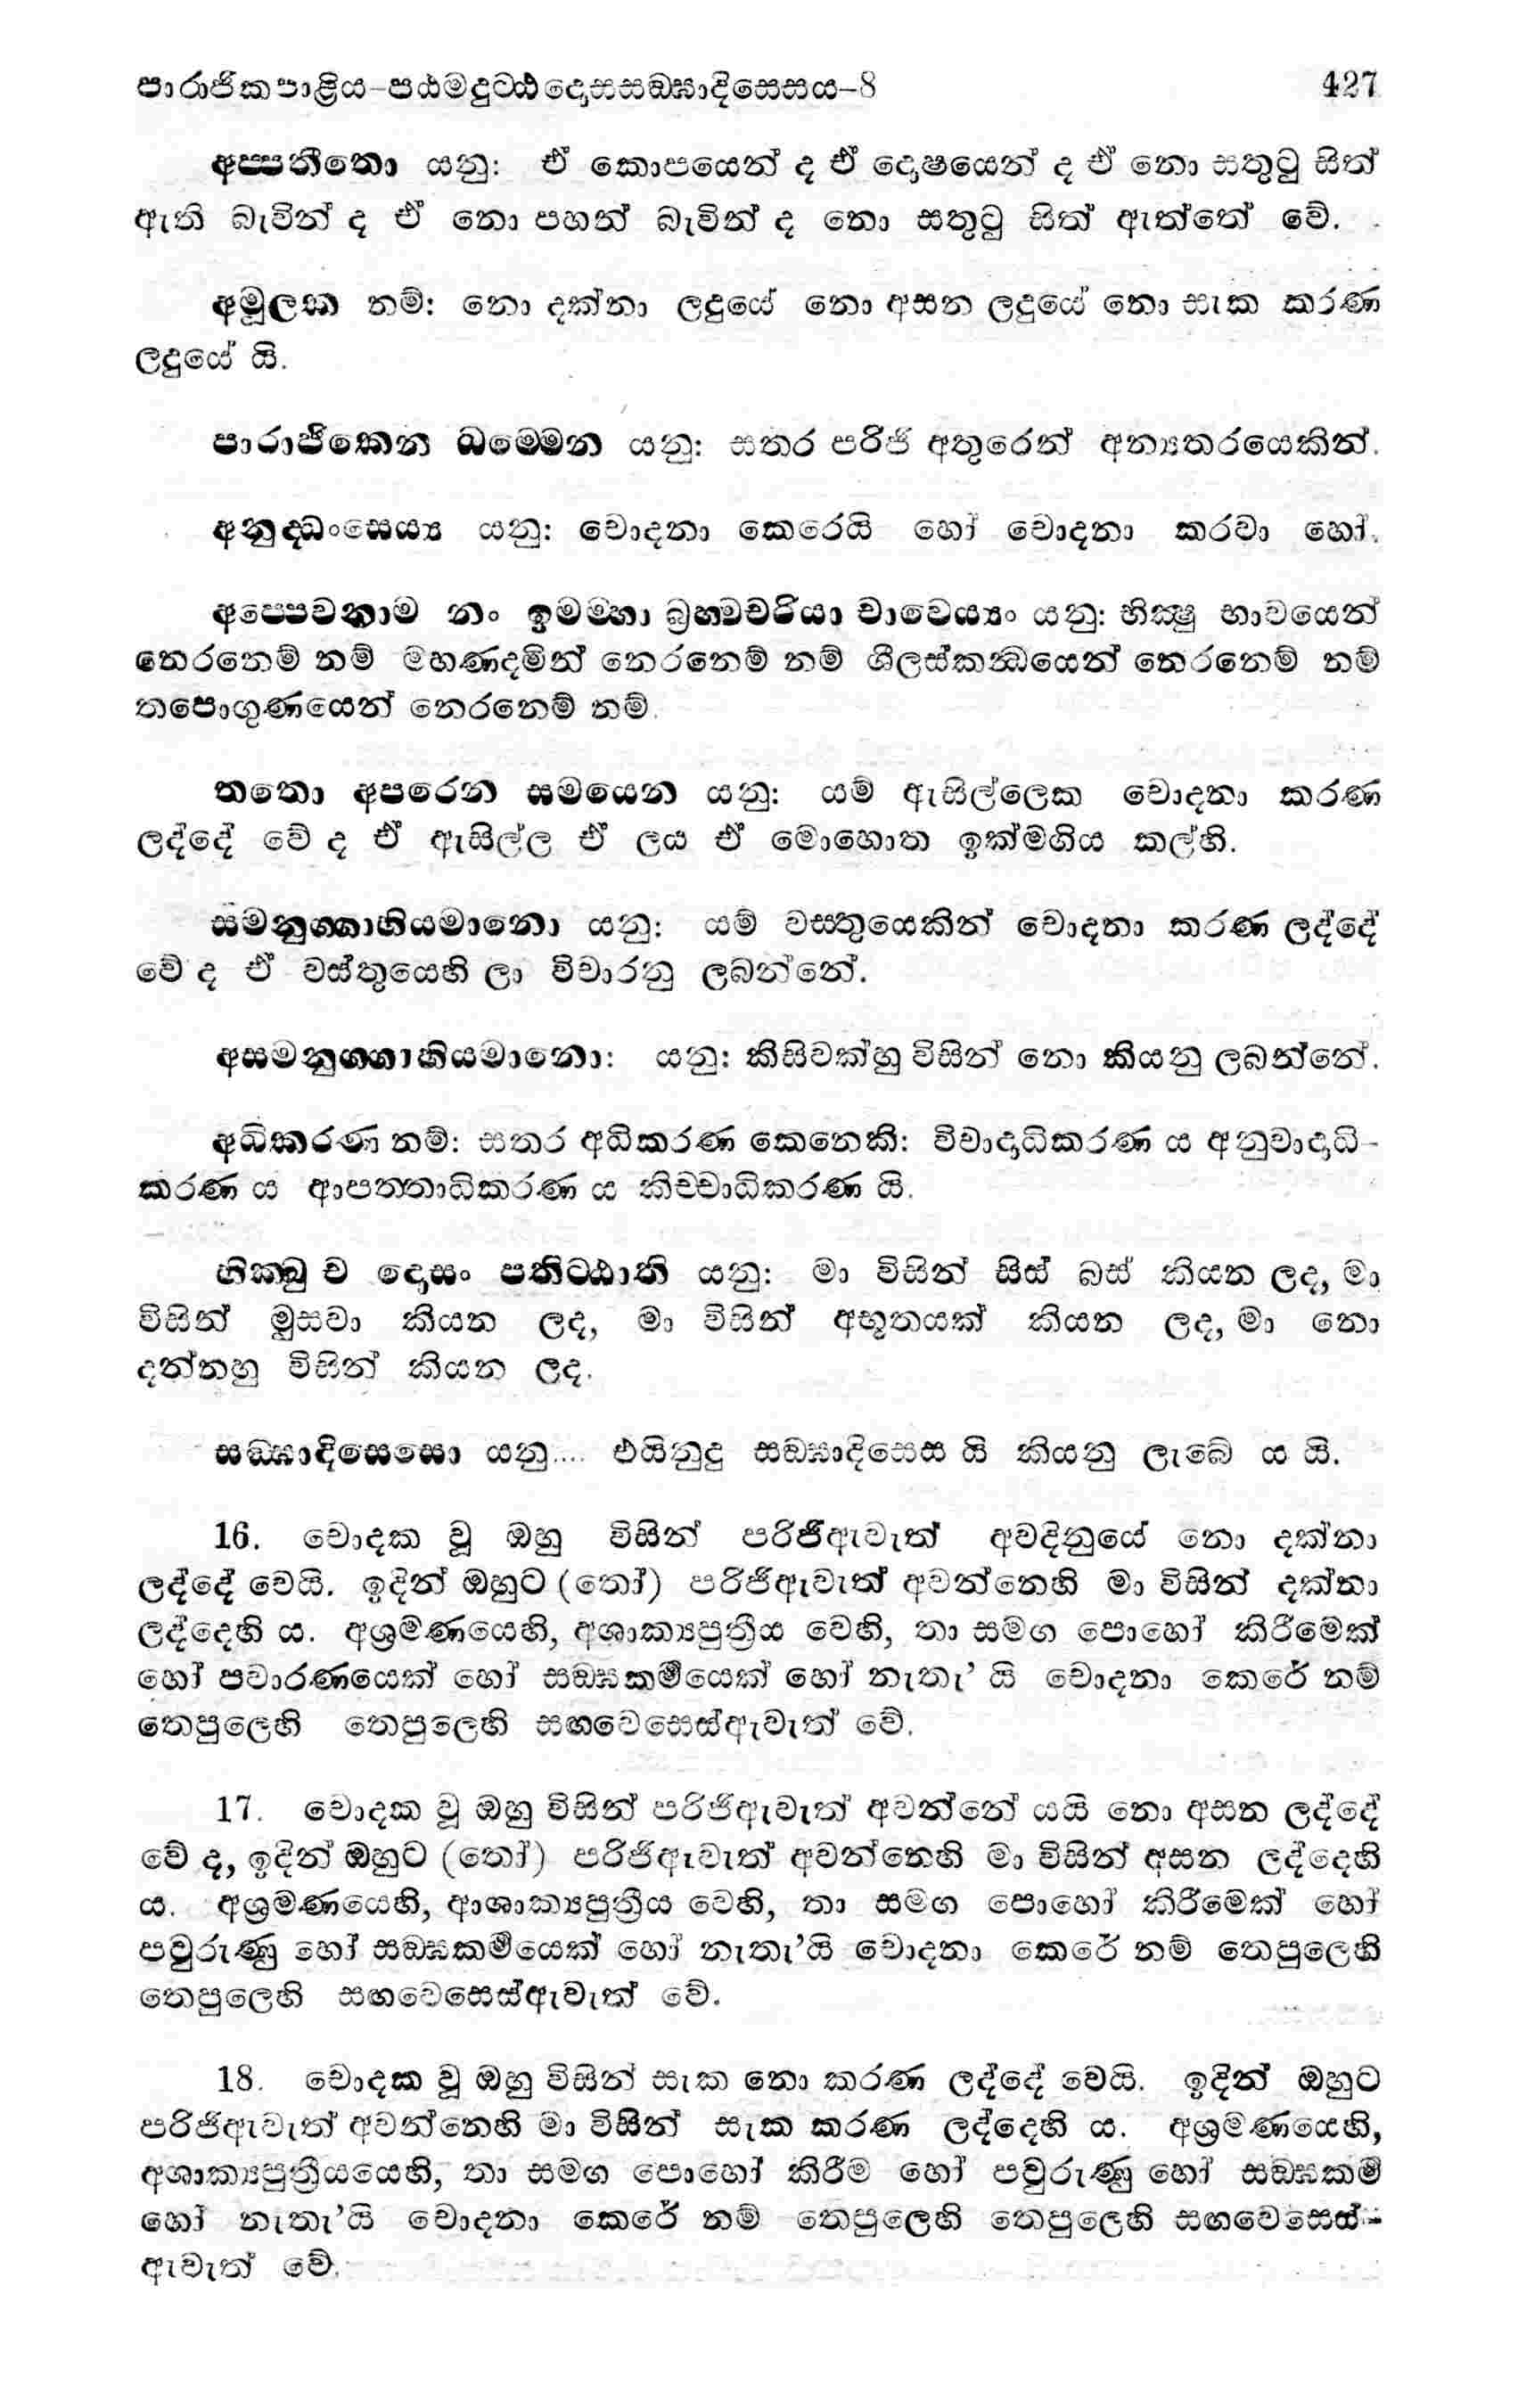 පාරාජිකපාළිය–පඨමදුට්ඨදොසසඞ්ඝාදිසෙසය–8 427
අප්පතීතො යනු: ඒ කොපයෙන් ද ඒ දොෂයෙන් ද ඒ නො සතුටු සිත්
ඇති බැවින් ද ඒ නො පහන් බැවින් ද නො සතුටු සිත් ඇත්තේ වේ.
අමූලක නම්: නො දක්නා ලදුයේ නො අසන ලදුයේ නො සැක කරණ
ලදුයේ යි.
පාරාජිකෙන ධම්මෙන යනු: සතර පරිජි අතුරෙන් අන්‍යතරයෙකින්.
අනුද්ධංසෙය්‍ය යනු: චොදනා කෙරෙයි හෝ චොදනා කරවා හෝ.
අප්පෙවනාම නං ඉමම්හා බ්‍රහ්මචරියා චාවෙය්‍යං යනු: භික්‍ෂු භාවයෙන්
නෙරනෙම් නම් මහණදමින් නෙරනෙම් නම් ශීලස්කන්‍ධයෙන් නෙරනෙම් නම්
තපොගුණයෙන් නෙරනෙම් නම්.
තතො අපරෙන සමයෙන යනු: යම් ඇසිල්ලෙක චොදනා කරණ
ලද්දේ වේ ද ඒ ඇසිල්ල ඒ ලය ඒ මොහොත ඉක්මගිය කල්හි.
සමනුග්ගාහියමානො යනු: යම් වස්තුයෙකින් චොදනා කරණ ලද්දේ
වේ ද ඒ වස්තූයෙහි ලා විචාරනු ලබන්නේ.
අසමනුග්ගාහියමානො: යනු: කිසිවක්හු විසින් නො කියනු ලබන්නේ.
අධිකරණ නම්: සතර අධිකරණ කෙනෙකි: විවාදාධිකරණ ය අනුවාදාධි-
කරණ ය ආපත්තාධිකරණ ය කිච්චාධිකරණ යි.
භික්ඛු ච දොසං පතිට්ඨාති යනු: මා විසින් සිස් බස් කියන ලද, මා
විසින් මුසවා කියන ලද, මා විසින් අභූතයක් කියන ලද, මා නො
දන්නහු විසින් කියන ලද.
සඞ්ඝාදිසෙසො යනු.... එයිනුදු සඞ්ඝාදිසෙස යි කියනු ලැබේ ය යි.
16. චොදක වූ ඔහු විසින් පරිජිඇවැත් අවදිනුයේ නො දක්නා
ලද්දේ වෙයි. ඉදින් ඔහුට (තෝ) පරිජිඇවැත් අවන්නෙහි මා විසින් දක්නා
ලද්දෙහි ය. අශ්‍රමණයෙහි, අශාක්‍යපුත්‍රීය වෙහි, තා සමග පොහෝ කිරීමෙක්
හෝ පවාරණයෙක් හෝ සඞ්ඝකර්‍මයෙක් හෝ නැතැ’ යි චොදනා කෙරේ නම්
තෙපුලෙහි තෙපුලෙහි සඟවෙසෙස්ඇවැත් වේ.
17. චොදක වූ ඔහු විසින් පරිජිඇවැත් අවන්නේ යයි නො අසන ලද්දේ
වේ ද, ඉදින් ඔහුට (තෝ) පරිජිඇවැත් අවන්නෙහි මා විසින් අසන ලද්දෙහි
ය. අශ්‍රමණයෙහි, ආශාක්‍යපුත්‍රීය වෙහි, තා සමග පොහෝ කිරීමෙක් හෝ
පවුරුණු හෝ සඞ්ඝකර්‍මයෙක් හෝ නැතැ’යි චොදනා කෙරේ නම් තෙපුලෙහි
තෙපුලෙහි සඟවෙසෙස්ඇවැත් වේ.
18. චොදක වූ ඔහු විසින් සැක නො කරණ ලද්දේ වෙයි. ඉදින් ඔහුට
පරිජිඇවැත් අවන්නෙහි මා විසින් සැක කරණ ලද්දෙහි ය. අශ්‍රමණයෙහි,
අශාක්‍යපුත්‍රීයයෙහි, තා සමග පොහෝ කිරීම හෝ පවුරුණු හෝ සඞ්ඝකර්‍ම
හෝ නැතැ’යි චොදනා කෙරේ නම් තෙපුලෙහි තෙපුලෙහි සඟවෙසෙස්-
ඇවැත් වේ.